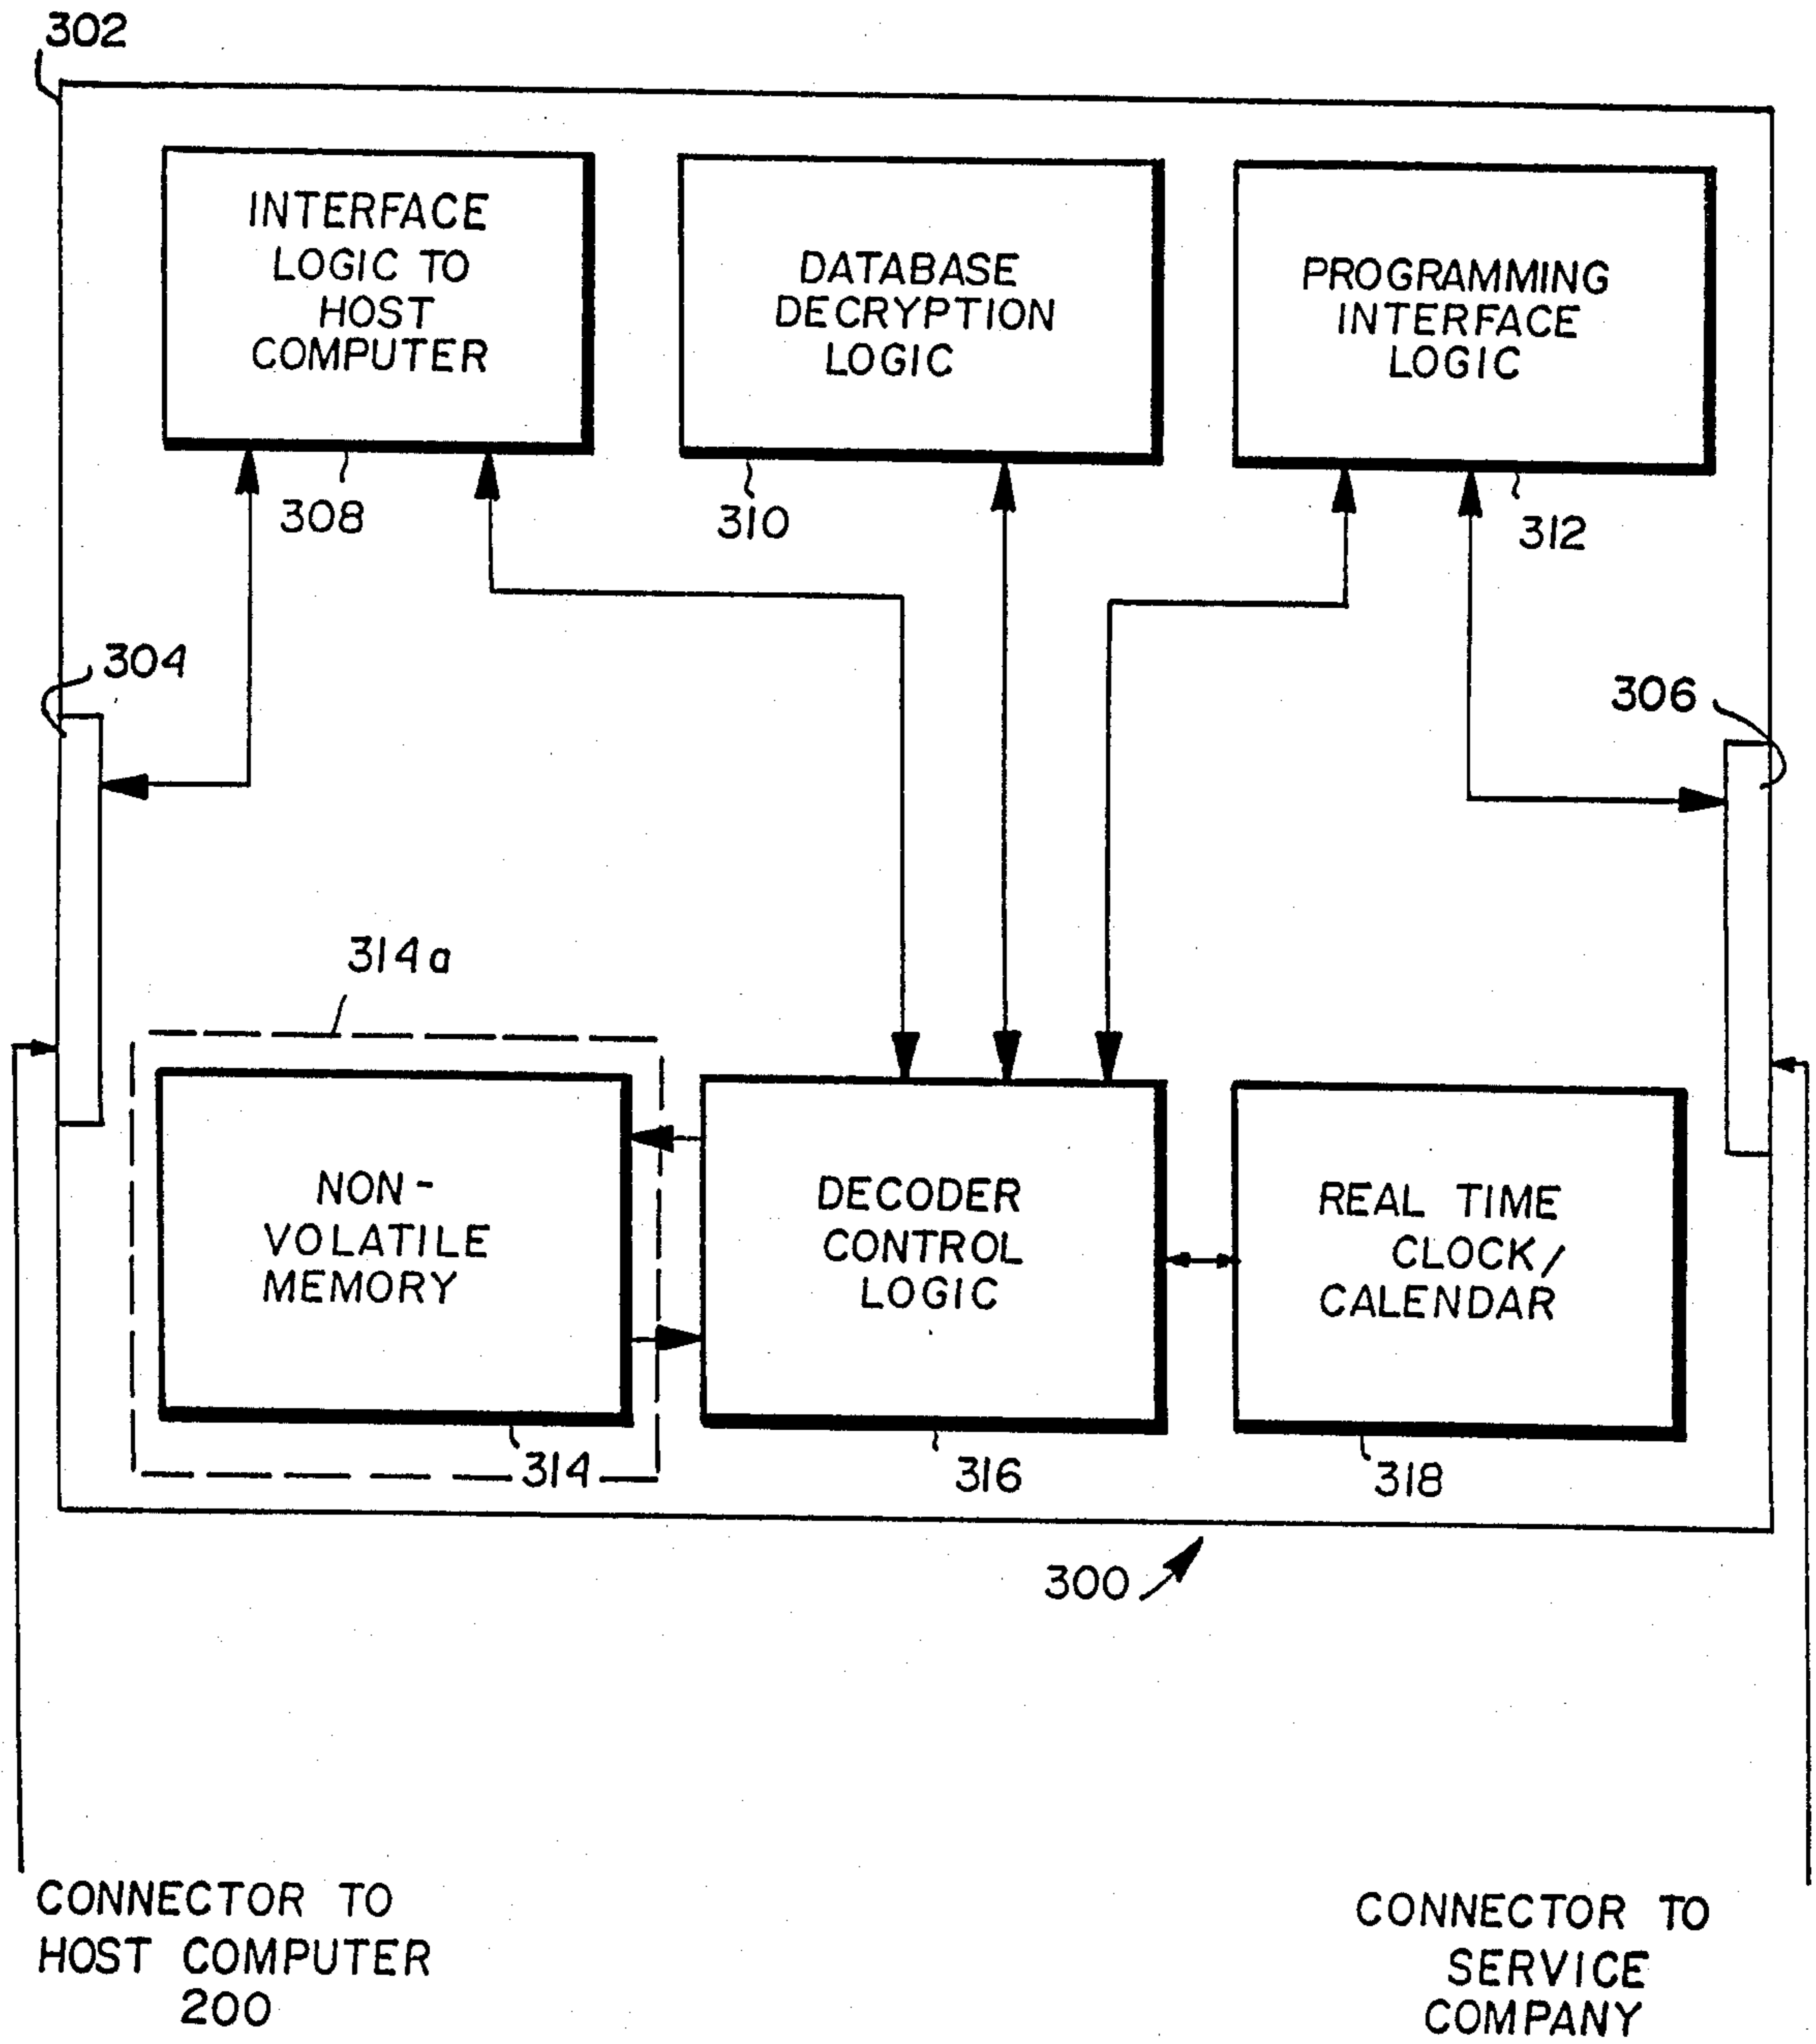 302
INTERFACE
LOGIC TO
HOST
COMPUTER
DATABASE
DECRYPTION
LOGIC
PROGRAMMING
INTERFACE
LOGIC
308
310
312
304
306
314a
NON-
VOLATILE
MEMORY
DECODER
CONTROL
LOGIC
REAL TIME
CLOCK/
CALENDAR
314
316
318
300
CONNECTOR TO
HOST COMPUTER
200
CONNECTOR TO
SERVICE
COMPANY